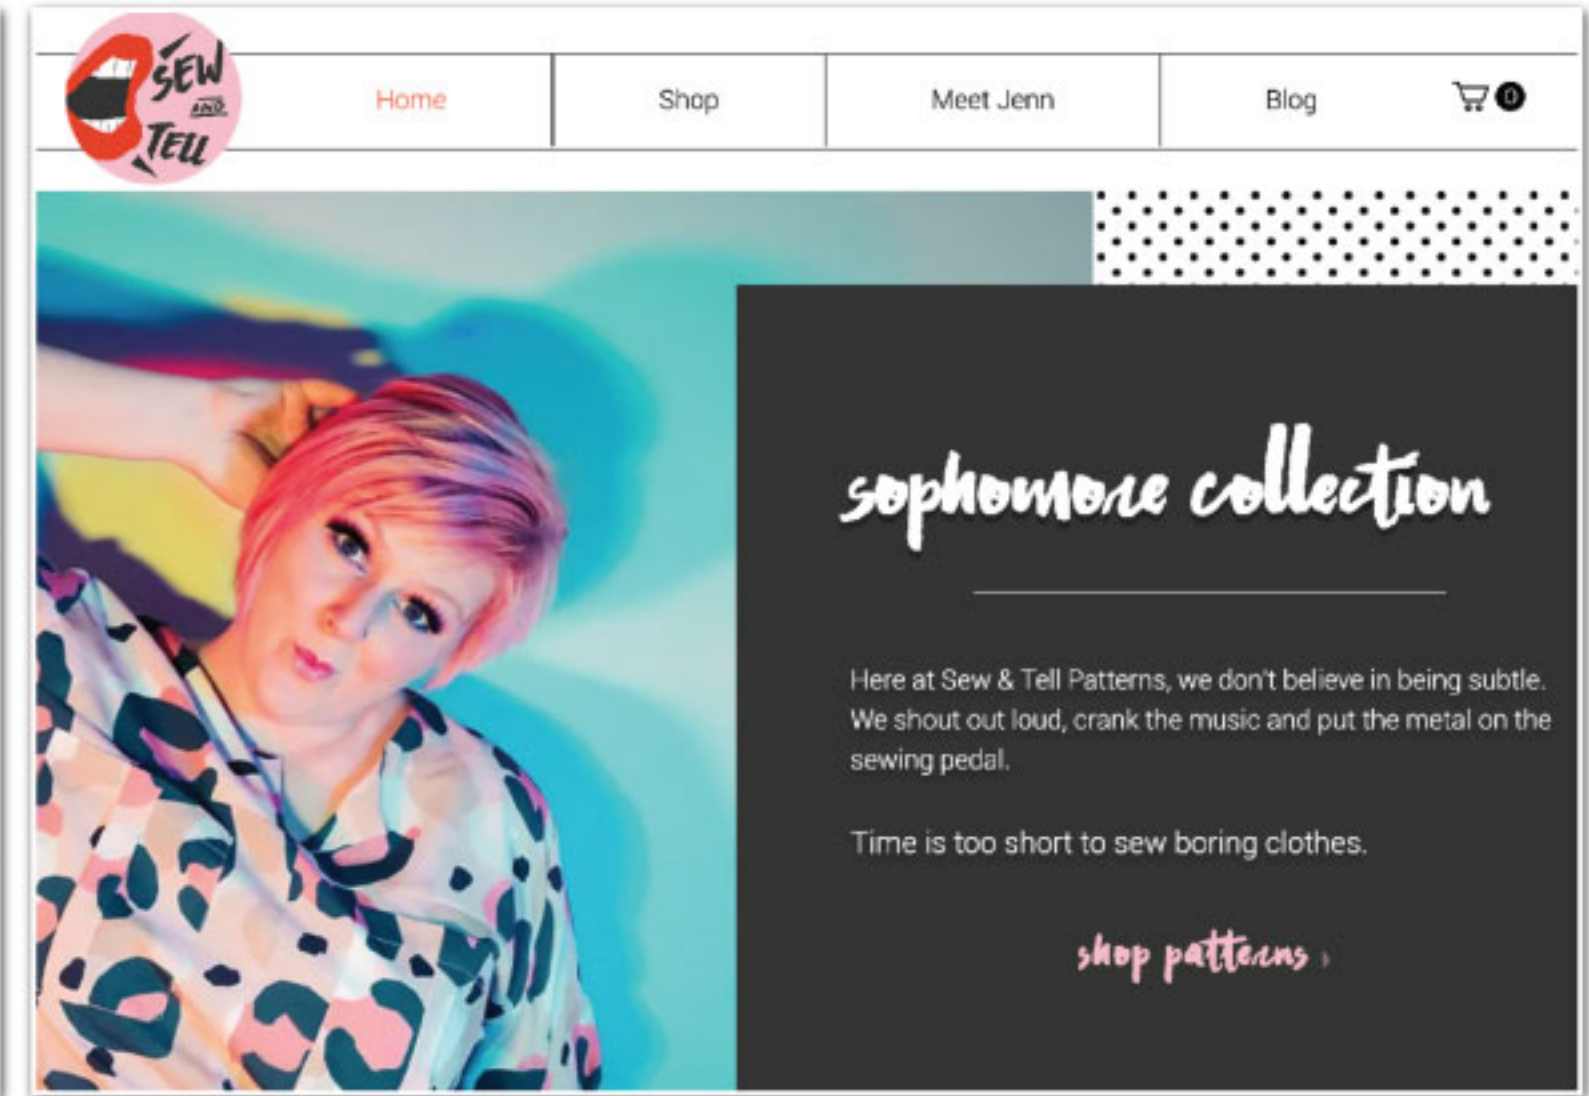 SEW
AND
TELL
Home
Shop
Meet Jenn
Blog
0
sophomore collection
Here at Sew & Tell Patterns, we don't believe in being subtle.
We shout out loud, crank the music and put the metal on the
sewing pedal.
Time is too short to sew boring clothes.
shop patterns ›